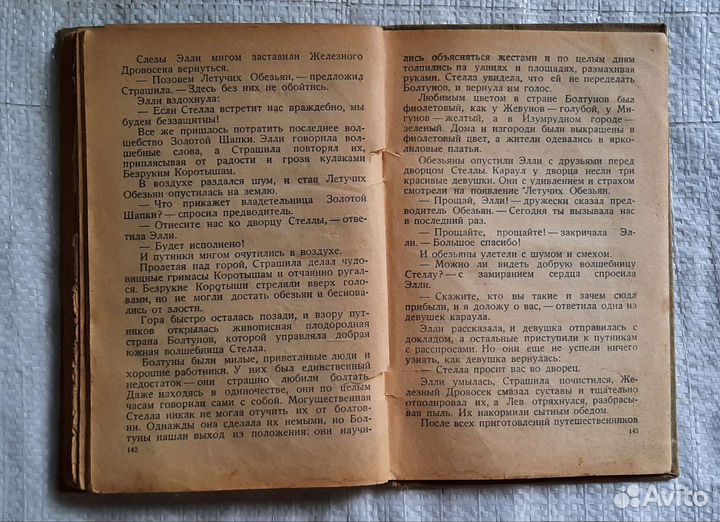 Слезы Элли мигом заставили Железного
Дровосека вернуться.
— Позовем Летучих Обезьян, — предложил
Страшила. — Здесь без них не обойтись.
Элли вздохнула:
— Если Стелла встретит нас враждебно, мы
будем беззащитны!
Все же пришлось потратить последнее вол-
шебство Золотой Шапки. Элли говорила вол-
шебные слова, а Страшила повторял их,
приплясывая от радости и грозя кулаками
Безруким Коротышам.
В воздухе раздался шум, и стая Летучих
Обезьян опустилась на землю.
— Что прикажет владетельница Золотой
Шапки? — спросил предводитель.
— Отнесите нас ко дворцу Стеллы, — отве-
тила Элли.
— Будет исполнено!
И путники мигом очутились в воздухе.
Пролетая над горой, Страшила делал чудо-
вищные гримасы Коротышам и отчаянно ругал-
ся. Безрукие Коротыши стреляли вверх голо-
вами, но не могли достать обезьян и беснова-
лись от злости.
Гора быстро осталась позади, и взору пут-
ников открылась живописная плодородная
страна Болтунов, которой управляла добрая
южная волшебница Стелла.
Болтуны были милые, приветливые люди и
хорошие работники. У них был единственный
недостаток — они страшно любили болтать.
Даже находясь в одиночестве, они по целым
часам говорили сами с собой. Могущественная
Стелла никак не могла отучить их от болтов-
ни. Однажды она сделала их немыми, но Бол-
туны нашли выход из положения: они научи-
142
лись объясняться жестами и по целым дням
толпились на улицах и площадях, размахивая
руками. Стелла увидела, что ей не переделать
Болтунов, и вернула им голос.
Любимым цветом в стране Болтунов был
фиолетовый, как у Жевунов — голубой, у Ми-
гунов — желтый, а в Изумрудном городе —
зеленый. Дома и изгороди были выкрашены в
фиолетовый цвет, а жители одевались в ярко-
лиловые платья.
Обезьяны опустили Элли с друзьями перед
дворцом Стеллы. Караул у дворца несли три
красивые девушки. Они с удивлением и страхом
смотрели на появление Летучих Обезьян.
— Прощай, Элли! — дружески сказал пред-
водитель Обезьян. — Сегодня ты вызывала нас
в последний раз.
— Прощайте, прощайте! — закричала Эл-
ли. — Большое спасибо!
И обезьяны улетели с шумом и смехом.
— Можно ли видеть добрую волшебницу
Стеллу? — с замиранием сердца спросила
Элли.
— Скажите, кто вы такие и зачем сюда
прибыли, и я доложу о вас, — ответила одна из
девушек караула.
Элли рассказала, и девушка отправилась с
докладом, а остальные приступили к путникам
с расспросами. Но они еще не успели ничего
узнать, как девушка вернулась:
— Стелла просит вас во дворец.
Элли умылась, Страшила почистился, Же-
лезный Дровосек смазал суставы и тщательно
отполировал их, а Лев отряхнулся, разбрасы-
вая пыль. Их накормили сытным обедом.
После всех приготовлений путешественников
143
Avito